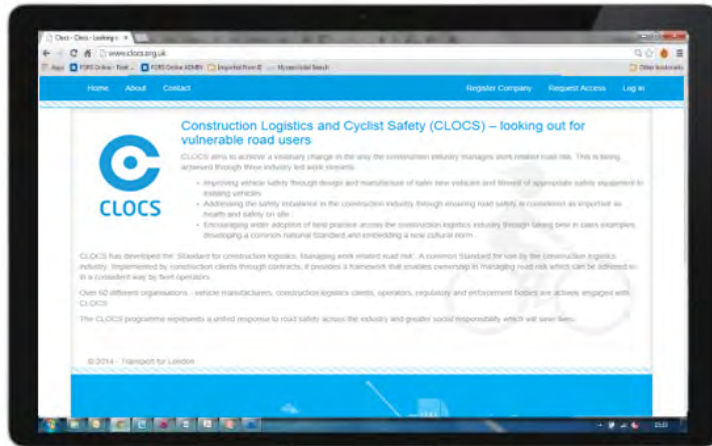 Clocs - Clocs - Looking o
www.clocs.org.uk
Apps FORS Online - Fleet ... FORS Online ADMIN Imported From IE Other bookmarks
Home About Contact Register Company Request Access Log in
Construction Logistics and Cyclist Safety (CLOCS) – looking out for
vulnerable road users
CLOCS aims to achieve a visionary change in the way the construction industry manages work related road risk. This is being
achieved through three industry led work streams
Improving vehicle safety through design and manufacture of safer new vehicles and fitment of appropriate safety equipment to
existing vehicles
Addressing the safety imbalance in the construction industry through ensuring road safety is considered as important as
health and safety on site
Encouraging wider adoption of best practice across the construction logistics industry through taking best in class examples,
developing a common national Standard and embedding a new cultural norm
CLOCS
CLOCS has developed the 'Standard for construction logistics: Managing work related road risk'. A common Standard for use by the construction logistics
industry. Implemented by construction clients through contracts, it provides a framework that enables ownership in managing road risk which can be adhered to
in a consistent way by fleet operators.
Over 60 different organisations - vehicle manufacturers, construction logistics clients, operators, regulatory and enforcement bodies are actively engaged with
CLOCS
The CLOCS programme represents a unified response to road safety across the industry and greater social responsibility which will save lives.
© 2014 - Transport for London